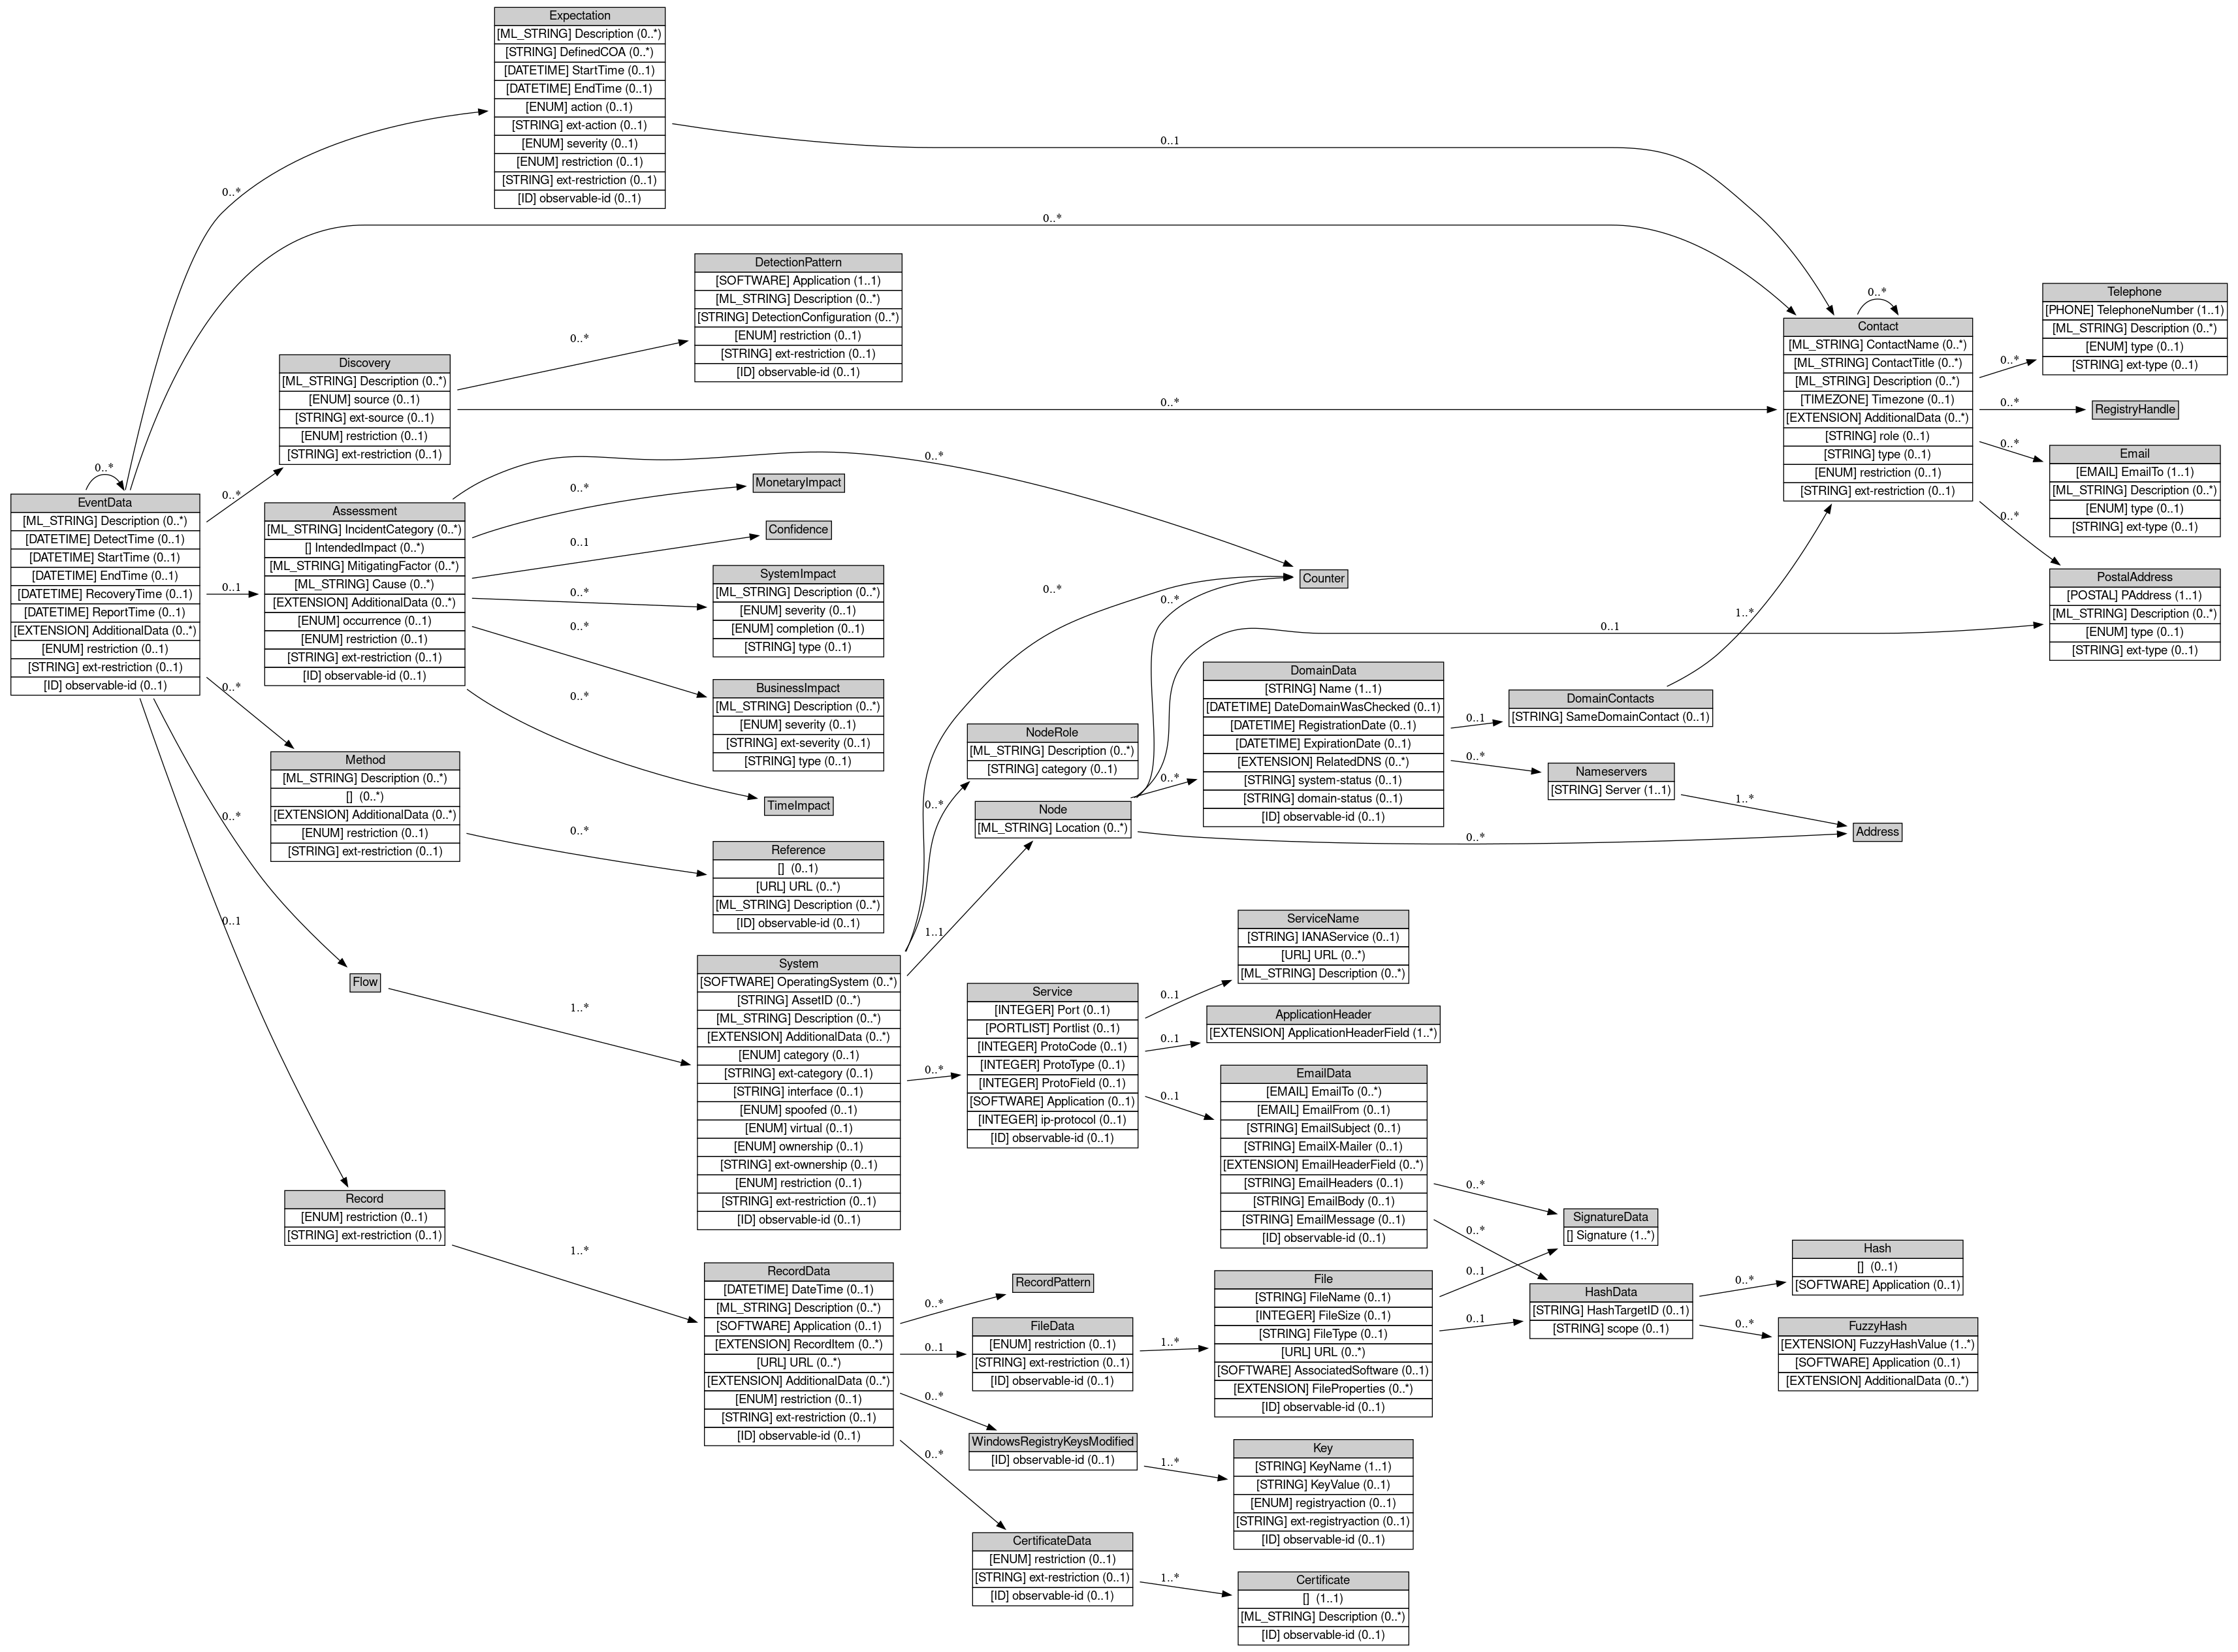 Expectation
[ML_STRING] Description (0..*)
[STRING] DefinedCOA (0..*)
[DATETIME] StartTime (0..1)
[DATETIME] EndTime (0..1)
[ENUM] action (0..1)
[STRING] ext-action (0..1)
[ENUM] severity (0..1)
[ENUM] restriction (0..1)
[STRING] ext-restriction (0..1)
[ID] observable-id (0..1)
0..1
0..*
0..*
DetectionPattern
[SOFTWARE] Application (1..1)
[ML_STRING] Description (0..*)
[STRING] DetectionConfiguration (0..*)
[ENUM] restriction (0..1)
[STRING] ext-restriction (0..1)
[ID] observable-id (0..1)
0..*
Discovery
[ML_STRING] Description (0..*)
[ENUM] source (0..1)
[STRING] ext-source (0..1)
[ENUM] restriction (0..1)
[STRING] ext-restriction (0..1)
0..*
0..*
Contact
[ML_STRING] ContactName (0..*)
[ML_STRING] ContactTitle (0..*)
[ML_STRING] Description (0..*)
[TIMEZONE] Timezone (0..1)
[EXTENSION] AdditionalData (0..*)
[STRING] role (0..1)
[STRING] type (0..1)
[ENUM] restriction (0..1)
[STRING] ext-restriction (0..1)
Telephone
[PHONE] TelephoneNumber (1..1)
[ML_STRING] Description (0..*)
[ENUM] type (0..1)
[STRING] ext-type (0..1)
0..*
0..*
RegistryHandle
0..*
Email
[EMAIL] EmailTo (1..1)
[ML_STRING] Description (0..*)
[ENUM] type (0..1)
[STRING] ext-type (0..1)
0..*
PostalAddress
[POSTAL] PAddress (1..1)
[ML_STRING] Description (0..*)
[ENUM] type (0..1)
[STRING] ext-type (0..1)
0..*
EventData
[ML_STRING] Description (0..*)
[DATETIME] DetectTime (0..1)
[DATETIME] StartTime (0..1)
[DATETIME] EndTime (0..1)
[DATETIME] RecoveryTime (0..1)
[DATETIME] ReportTime (0..1)
[EXTENSION] AdditionalData (0..*)
[ENUM] restriction (0..1)
[STRING] ext-restriction (0..1)
[ID] observable-id (0..1)
0..*
0..1
0..*
0..*
0..1
Assessment
[ML_STRING] IncidentCategory (0..*)
[] IntendedImpact (0..*)
[ML_STRING] MitigatingFactor (0..*)
[ML_STRING] Cause (0..*)
[EXTENSION] AdditionalData (0..*)
[ENUM] occurrence (0..1)
[ENUM] restriction (0..1)
[STRING] ext-restriction (0..1)
[ID] observable-id (0..1)
0..*
0..*
MonetaryImpact
0..1
Confidence
0..*
SystemImpact
[ML_STRING] Description (0..*)
[ENUM] severity (0..1)
[ENUM] completion (0..1)
[STRING] type (0..1)
0..*
BusinessImpact
[ML_STRING] Description (0..*)
[ENUM] severity (0..1)
[STRING] ext-severity (0..1)
[STRING] type (0..1)
0..*
TimeImpact
Counter
0..*
0..*
0..1
Method
[ML_STRING] Description (0..*)
[] (0..*)
[EXTENSION] AdditionalData (0..*)
[ENUM] restriction (0..1)
[STRING] ext-restriction (0..1)
0..*
Reference
[] (0..1)
[URL] URL (0..*)
[ML_STRING] Description (0..*)
[ID] observable-id (0..1)
NodeRole
[ML_STRING] Description (0..*)
[STRING] category (0..1)
0..*
Node
[ML_STRING] Location (0..*)
0..*
DomainData
[STRING] Name (1..1)
[DATETIME] DateDomainWasChecked (0..1)
[DATETIME] RegistrationDate (0..1)
[DATETIME] ExpirationDate (0..1)
[EXTENSION] RelatedDNS (0..*)
[STRING] system-status (0..1)
[STRING] domain-status (0..1)
[ID] observable-id (0..1)
0..1
DomainContacts
[STRING] SameDomainContact (0..1)
1..*
0..*
Nameservers
[STRING] Server (1..1)
1..*
Address
0..*
1..1
Flow
1..*
System
[SOFTWARE] OperatingSystem (0..*)
[STRING] AssetID (0..*)
[ML_STRING] Description (0..*)
[EXTENSION] AdditionalData (0..*)
[ENUM] category (0..1)
[STRING] ext-category (0..1)
[STRING] interface (0..1)
[ENUM] spoofed (0..1)
[ENUM] virtual (0..1)
[ENUM] ownership (0..1)
[STRING] ext-ownership (0..1)
[ENUM] restriction (0..1)
[STRING] ext-restriction (0..1)
[ID] observable-id (0..1)
0..*
Service
[INTEGER] Port (0..1)
[PORTLIST] Portlist (0..1)
[INTEGER] ProtoCode (0..1)
[INTEGER] ProtoType (0..1)
[INTEGER] ProtoField (0..1)
[SOFTWARE] Application (0..1)
[INTEGER] ip-protocol (0..1)
[ID] observable-id (0..1)
0..1
ServiceName
[STRING] IANAService (0..1)
[URL] URL (0..*)
[ML_STRING] Description (0..*)
0..1
ApplicationHeader
[EXTENSION] ApplicationHeaderField (1..*)
0..1
EmailData
[EMAIL] EmailTo (0..*)
[EMAIL] EmailFrom (0..1)
[STRING] EmailSubject (0..1)
[STRING] EmailX-Mailer (0..1)
[EXTENSION] EmailHeaderField (0..*)
[STRING] EmailHeaders (0..1)
[STRING] EmailBody (0..1)
[STRING] EmailMessage (0..1)
[ID] observable-id (0..1)
0..*
0..*
SignatureData
[] Signature (1..*)
Record
[ENUM] restriction (0..1)
[STRING] ext-restriction (0..1)
1..*
RecordData
[DATETIME] DateTime (0..1)
[ML_STRING] Description (0..*)
[SOFTWARE] Application (0..1)
[EXTENSION] RecordItem (0..*)
[URL] URL (0..*)
[EXTENSION] AdditionalData (0..*)
[ENUM] restriction (0..1)
[STRING] ext-restriction (0..1)
[ID] observable-id (0..1)
0..*
RecordPattern
0..1
FileData
[ENUM] restriction (0..1)
[STRING] ext-restriction (0..1)
[ID] observable-id (0..1)
1..*
File
[STRING] FileName (0..1)
[INTEGER] FileSize (0..1)
[STRING] FileType (0..1)
[URL] URL (0..*)
[SOFTWARE] AssociatedSoftware (0..1)
[EXTENSION] FileProperties (0..*)
[ID] observable-id (0..1)
0..1
0..1
HashData
[STRING] HashTargetID (0..1)
[STRING] scope (0..1)
0..*
Hash
[] (0..1)
[SOFTWARE] Application (0..1)
0..*
FuzzyHash
[EXTENSION] FuzzyHashValue (1..*)
[SOFTWARE] Application (0..1)
[EXTENSION] AdditionalData (0..*)
0..*
WindowsRegistryKeysModified
[ID] observable-id (0..1)
1..*
Key
[STRING] KeyName (1..1)
[STRING] KeyValue (0..1)
[ENUM] registryaction (0..1)
[STRING] ext-registryaction (0..1)
[ID] observable-id (0..1)
0..*
CertificateData
[ENUM] restriction (0..1)
[STRING] ext-restriction (0..1)
[ID] observable-id (0..1)
1..*
Certificate
[] (1..1)
[ML_STRING] Description (0..*)
[ID] observable-id (0..1)